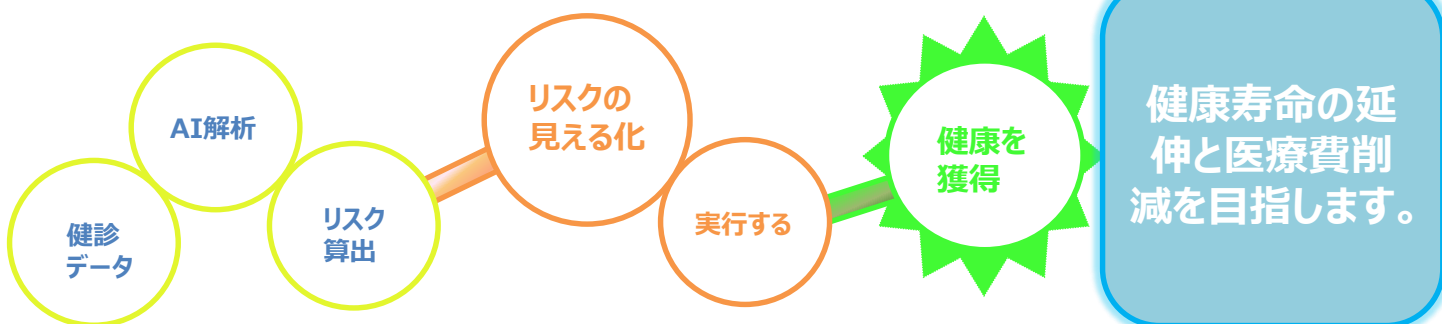 健診
データ
AI解析
リスク
算出
リスクの
見える化
実行する
健康を
獲得
健康寿命の延
伸と医療費削
減を目指します。